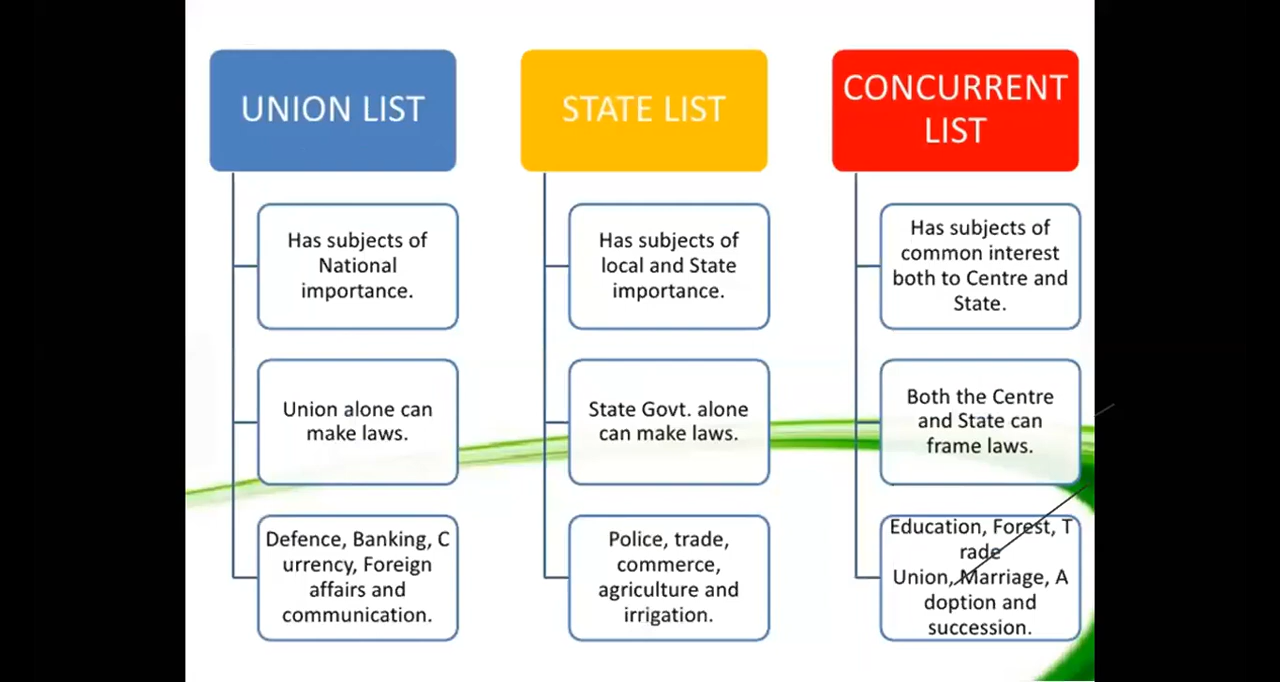 UNION LIST
Has subjects of
National
importance.
Union alone can
make laws.
Defence, Banking, C
urrency, Foreign
affairs and
communication.
STATE LIST
Has subjects of
local and State
importance.
State Govt. alone
can make laws.
Police, trade,
commerce,
agriculture and
irrigation.
CONCURRENT
LIST
Has subjects of
common interest
both to Centre and
State.
Both the Centre
and State can
frame laws.
Education, Forest, T
rade
Union, Marriage, A
doption and
succession.